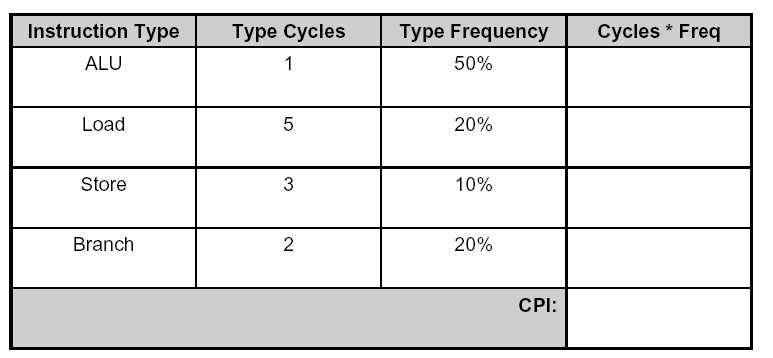 Instruction Type Type Cycles Type Frequency Cycles * Freq
ALU 1 50%
Load 5 20%
Store 3 10%
Branch 2 20%
CPI: